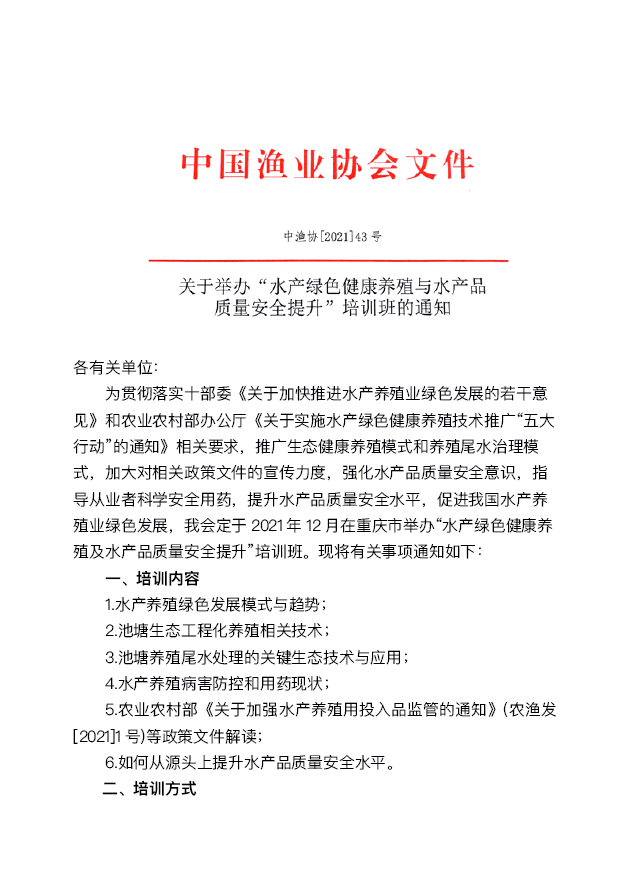 中国渔业协会文件
中渔协[2021]43号
关于举办“水产绿色健康养殖与水产品
质量安全提升”培训班的通知
各有关单位：
为贯彻落实十部委《关于加快推进水产养殖业绿色发展的若干意
见》和农业农村部办公厅《关于实施水产绿色健康养殖技术推广“五大
行动”的通知》相关要求，推广生态健康养殖模式和养殖尾水治理模
式，加大对相关政策文件的宣传力度，强化水产品质量安全意识，指
导从业者科学安全用药，提升水产品质量安全水平，促进我国水产养
殖业绿色发展，我会定于2021年12月在重庆市举办“水产绿色健康养
殖及水产品质量安全提升”培训班。现将有关事项通知如下：
一、培训内容
1.水产养殖绿色发展模式与趋势；
2.池塘生态工程化养殖相关技术；
3.池塘养殖尾水处理的关键生态技术与应用；
4.水产养殖病害防控和用药现状；
5.农业农村部《关于加强水产养殖用投入品监管的通知》(农渔发
[2021]1号)等政策文件解读；
6.如何从源头上提升水产品质量安全水平。
二、培训方式